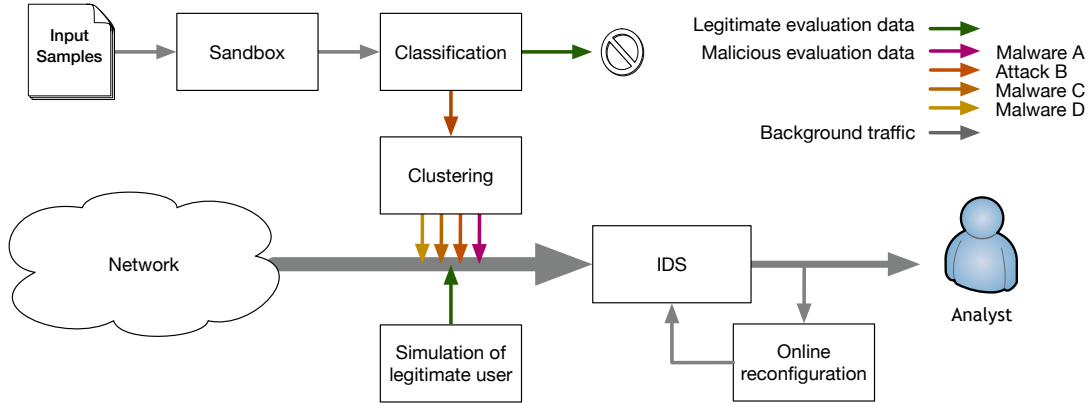 Input
Samples
Sandbox
Classification
Legitimate evaluation data
Malicious evaluation data
Malware A
Attack B
Malware C
Malware D
Background traffic
Clustering
Network
IDS
Analyst
Simulation of
legitimate user
Online
reconfiguration